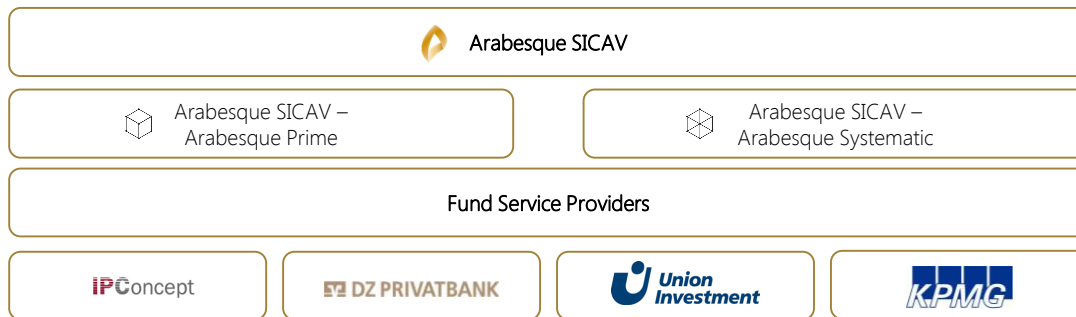 Arabesque SICAV
Arabesque SICAV –
Arabesque Prime
Arabesque SICAV –
Arabesque Systematic
Fund Service Providers
IPConcept
DZ PRIVATBANK
Union
Investment
KPMG